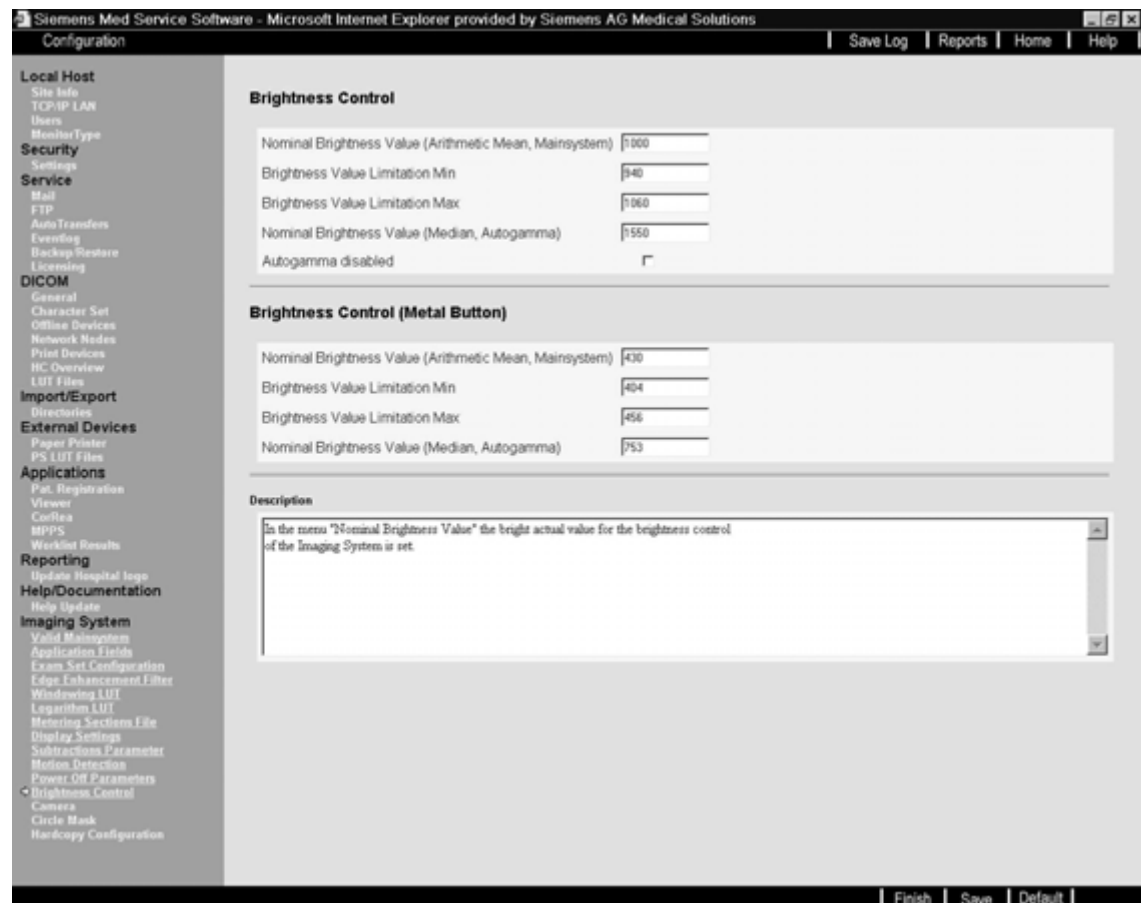 Siemens Med Service Software - Microsoft Internet Explorer provided by Siemens AG Medical Solutions
Configuration
Save Log
Reports
Home
Help
Local Host
Site Info
TCP/IP LAN
Users
MonitorType
Security
Settings
Service
Mail
FTP
AutoTransfers
Eventlog
Backup/Restore
Licensing
DICOM
General
Character Set
Offline Devices
Network Nodes
Print Devices
HC Overview
LUT Files
Import/Export
Directories
External Devices
Paper Printer
PS LUT Files
Applications
Pat. Registration
Viewer
CorRea
MPPS
Worklist Results
Reporting
Update Hospital logo
Help/Documentation
Help Update
Imaging System
Valid Mainsystem
Application Fields
Exam Set Configuration
Edge Enhancement Filter
Windowing LUT
Logarithm LUT
Metering Sections File
Display Settings
Subtractions Parameter
Motion Detection
Power Off Parameters
Brightness Control
Camera
Circle Mask
Hardcopy Configuration
Brightness Control
Nominal Brightness Value (Arithmetic Mean, Mainsystem) 1000
Brightness Value Limitation Min 940
Brightness Value Limitation Max 1060
Nominal Brightness Value (Median, Autogamma) 1550
Autogamma disabled
Brightness Control (Metal Button)
Nominal Brightness Value (Arithmetic Mean, Mainsystem) 430
Brightness Value Limitation Min 404
Brightness Value Limitation Max 456
Nominal Brightness Value (Median, Autogamma) 753
Description
In the menu "Nominal Brightness Value" the bright actual value for the brightness control
of the Imaging System is set.
Finish
Save
Default